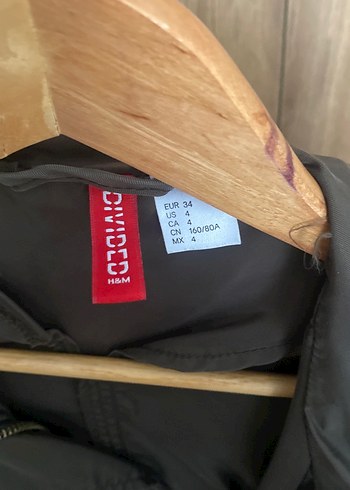 DIVIDED
H&M
EUR 34
US 4
CA 4
CN 160/80A
MX 4